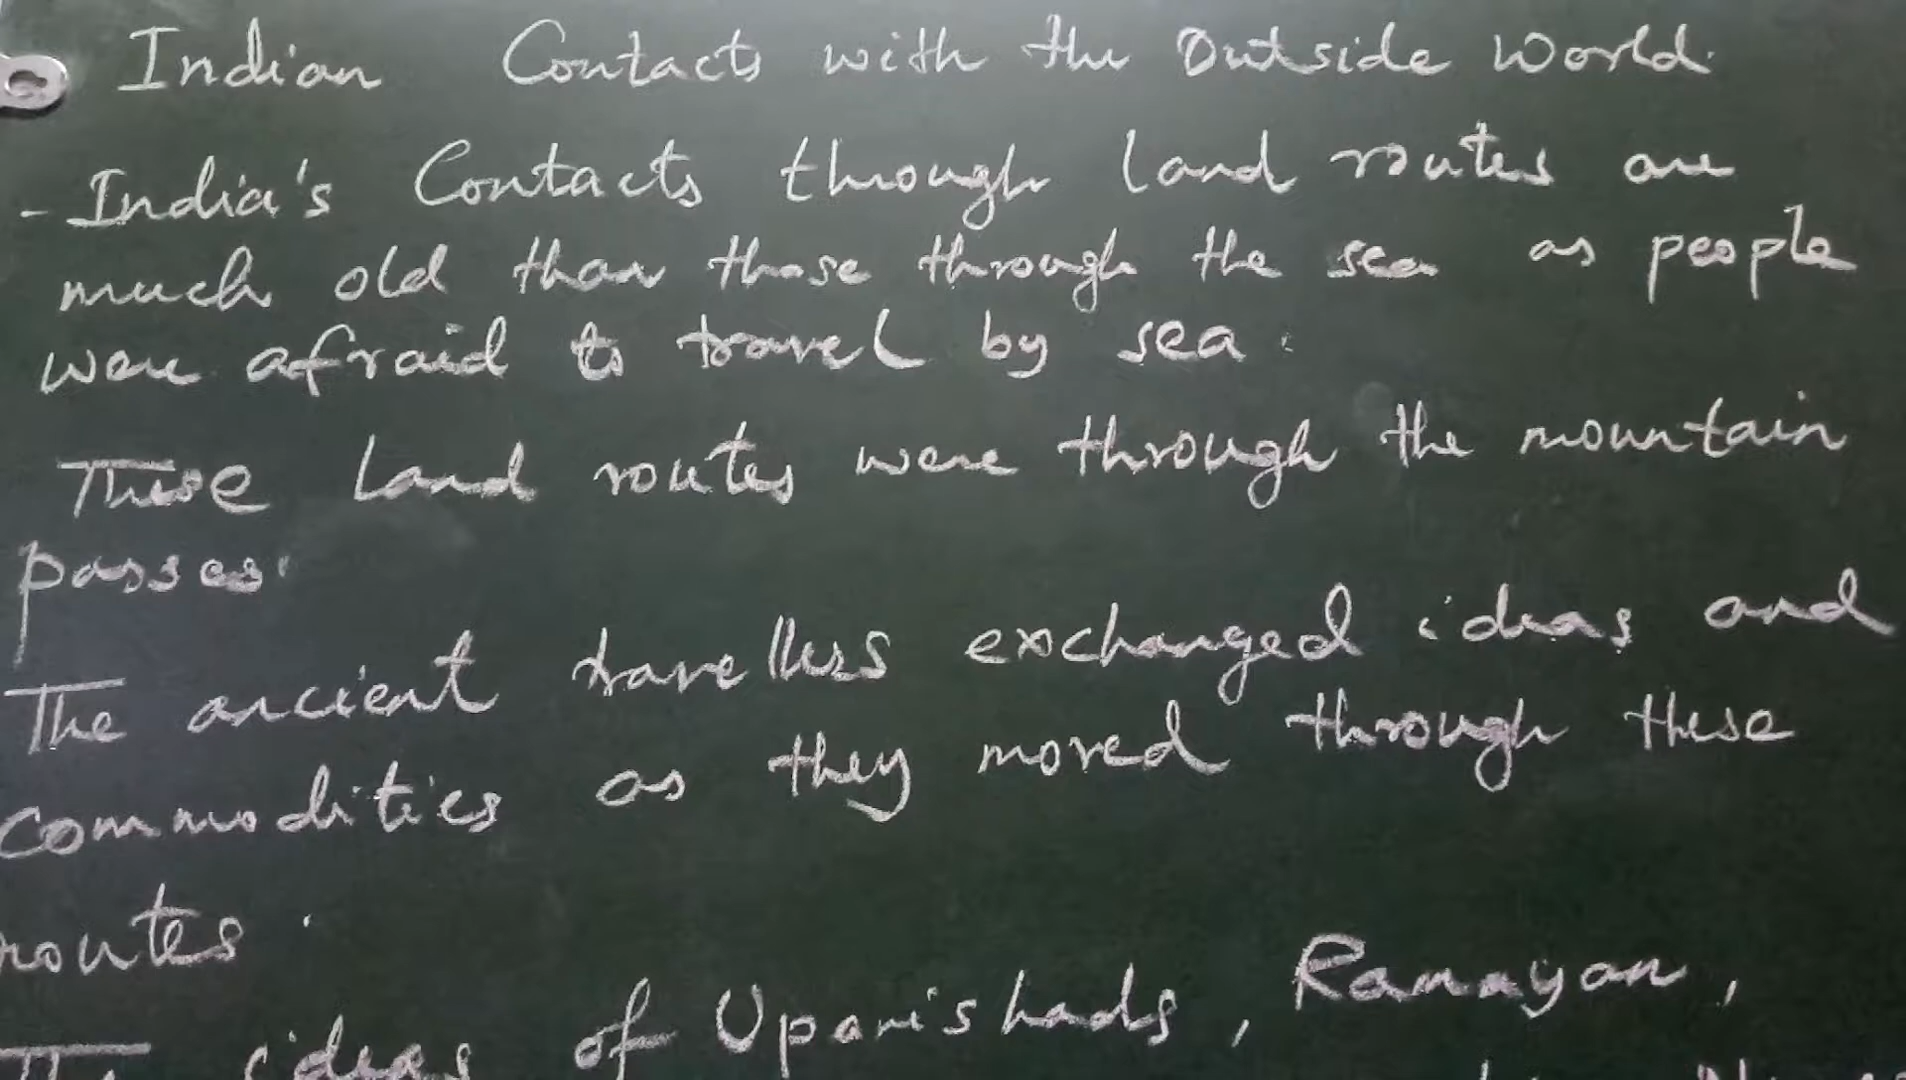 Indian Contacts with the Outside World.
- India's Contacts through land routes are
much old than those through the sea as people
were afraid to travel by sea.
These land routes were through the mountain
passes.
The ancient travellers exchanged ideas and
commodities as they moved through these
routes.
The ideas of Upanishads, Ramayan,